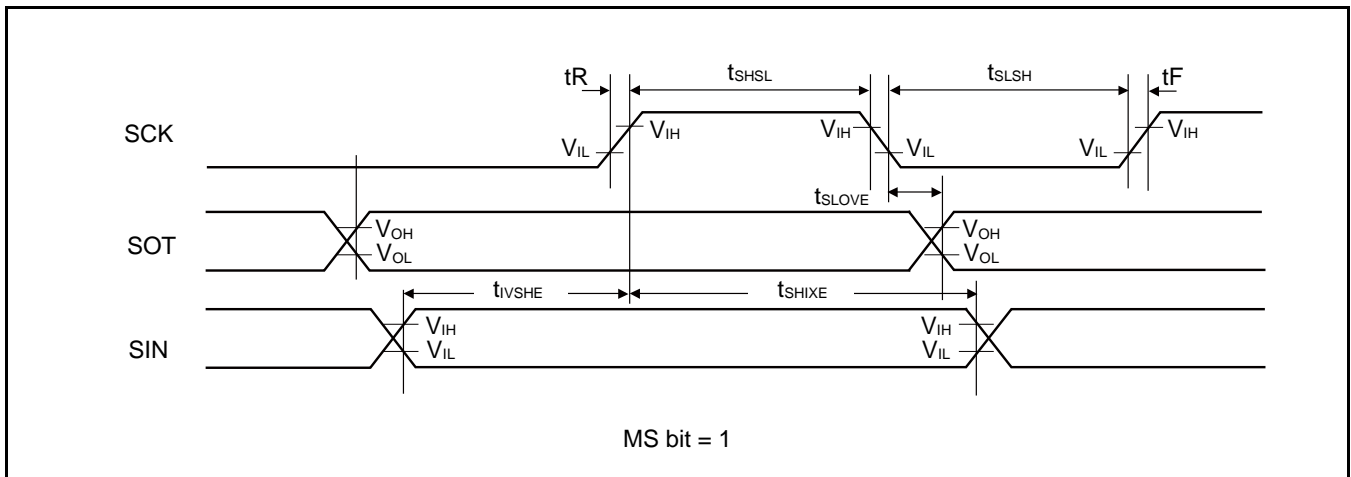 tR tSHSL tSLSH tF
SCK VIH VIH VIH
VIL VIL VIL
tSLOVE
SOT VOH VOH
VOL VOL
tIVSHE tSHIXE
SIN VIH VIH
VIL VIL
MS bit = 1